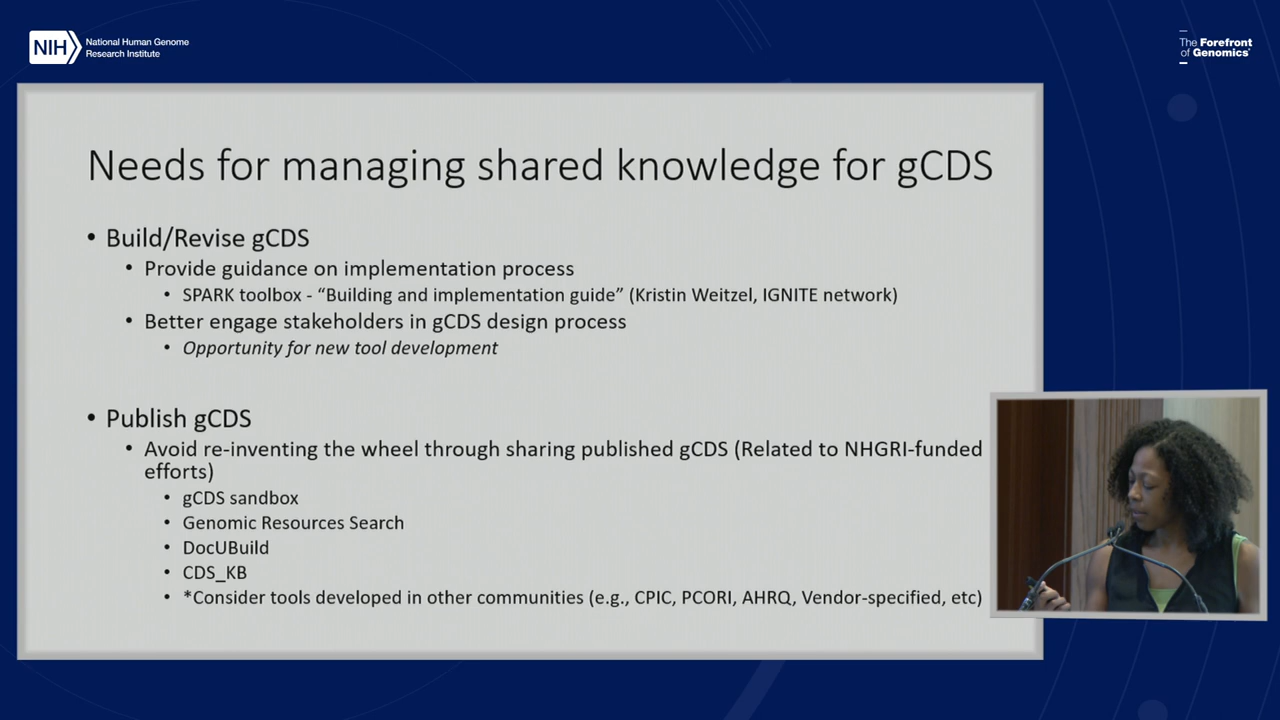 NIH
National Human Genome
Research Institute
The Forefront
of Genomics®
Needs for managing shared knowledge for gCDS
• Build/Revise gCDS
• Provide guidance on implementation process
• SPARK toolbox - “Building and implementation guide” (Kristin Weitzel, IGNITE network)
• Better engage stakeholders in gCDS design process
• Opportunity for new tool development
• Publish gCDS
• Avoid re-inventing the wheel through sharing published gCDS (Related to NHGRI-funded
efforts)
• gCDS sandbox
• Genomic Resources Search
• DocUBuild
• CDS_KB
• *Consider tools developed in other communities (e.g., CPIC, PCORI, AHRQ, Vendor-specified, etc)